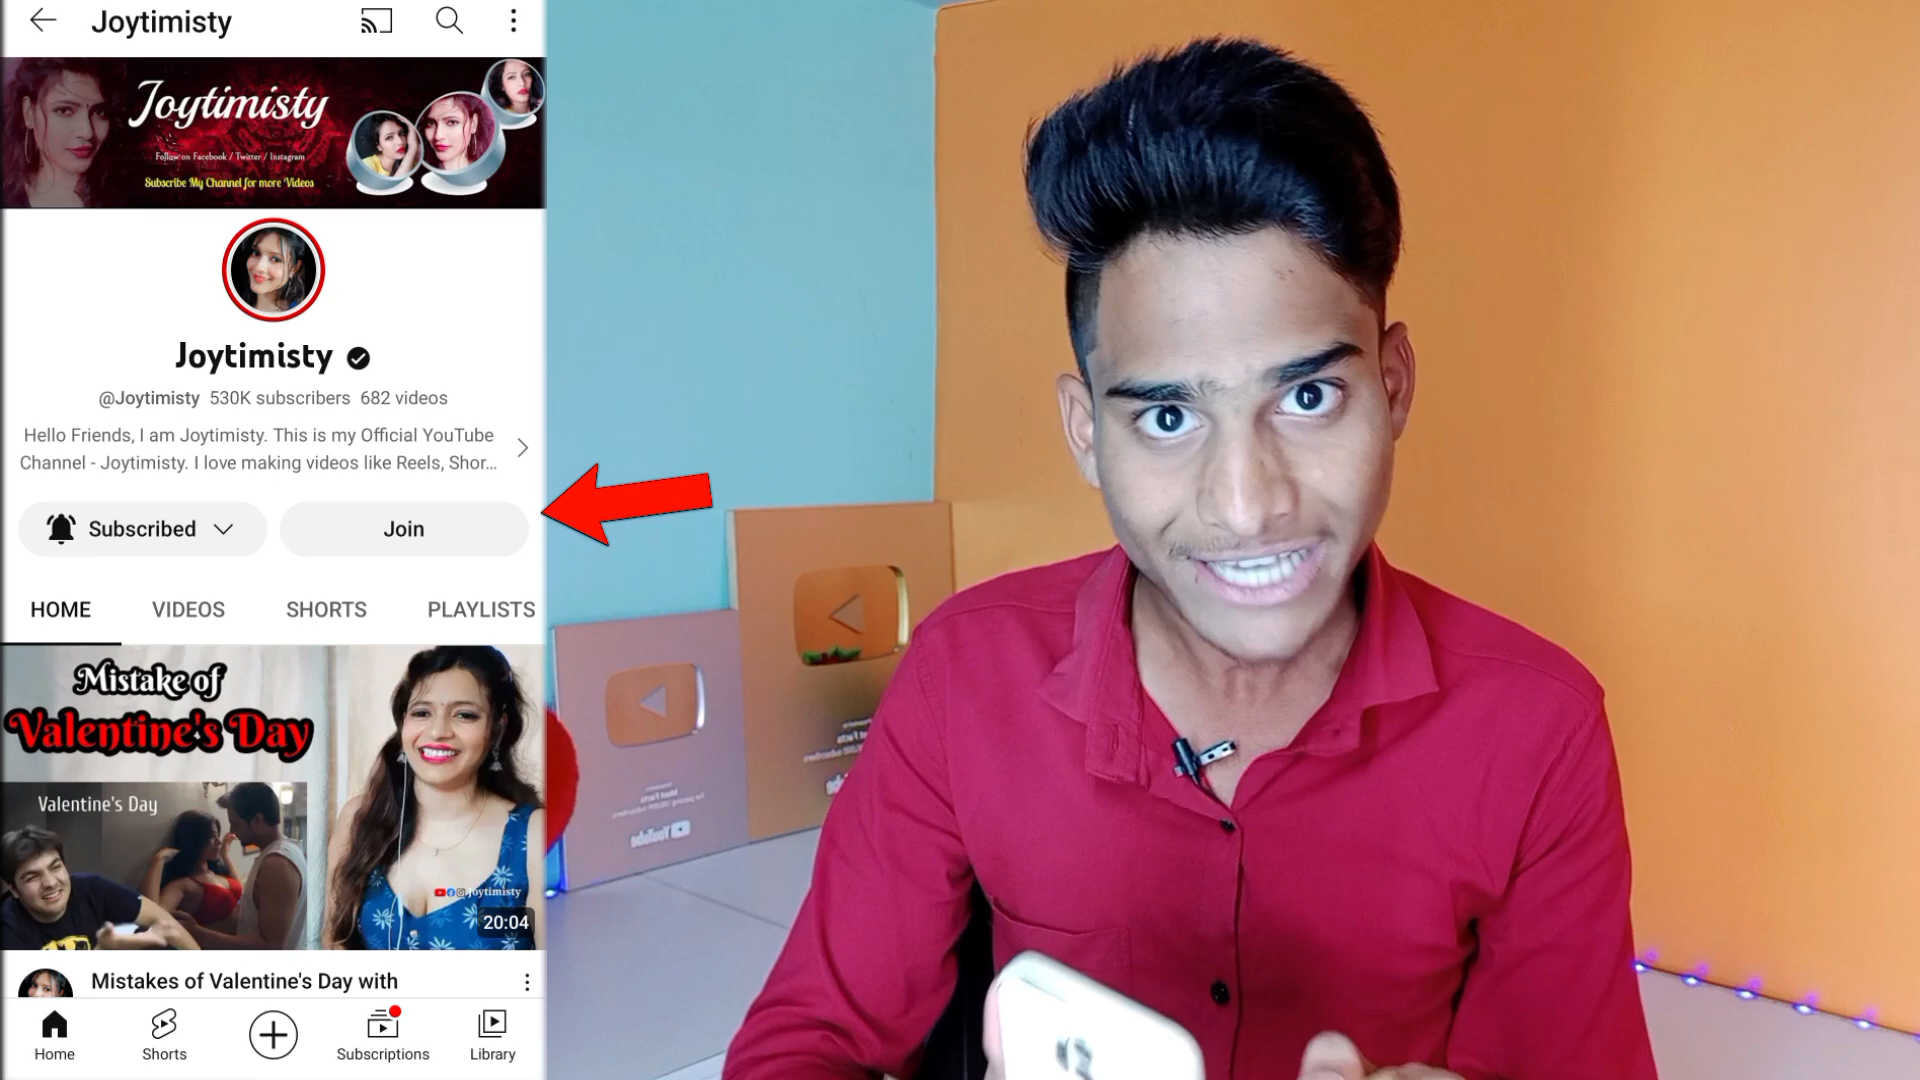 Joytimisty
Joytimisty
Follow on Facebook / Twitter / Instagram
Subscribe My Channel for more Videos
Joytimisty
@Joytimisty 530K subscribers 682 videos
Hello Friends, I am Joytimisty. This is my Official YouTube
Channel - Joytimisty. I love making videos like Reels, Shor...
Subscribed
Join
HOME
VIDEOS
SHORTS
PLAYLISTS
Mistake of
Valentine's Day
Valentine's Day
Joytimisty
20:04
Mistakes of Valentine's Day with
Home
Shorts
Subscriptions
Library
YouTube